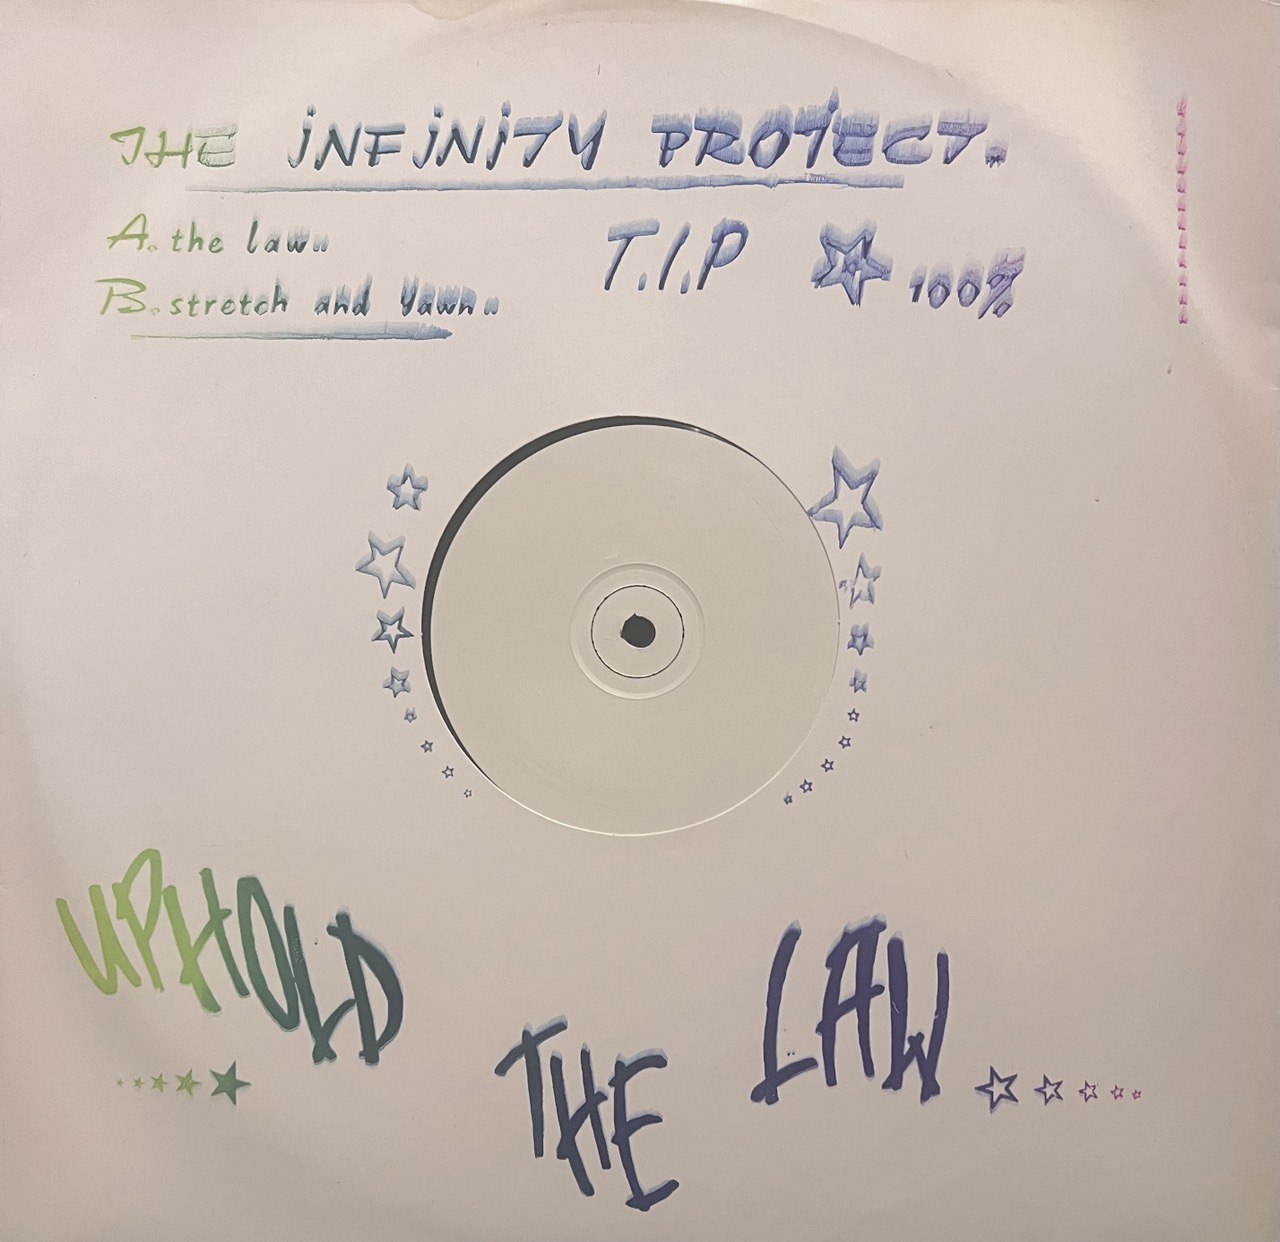 THE iNFiNiTY PROJECT.
A. the law..
B. stretch and Yawn..
T.I.P 100%
UPHOLD
THE
LAW